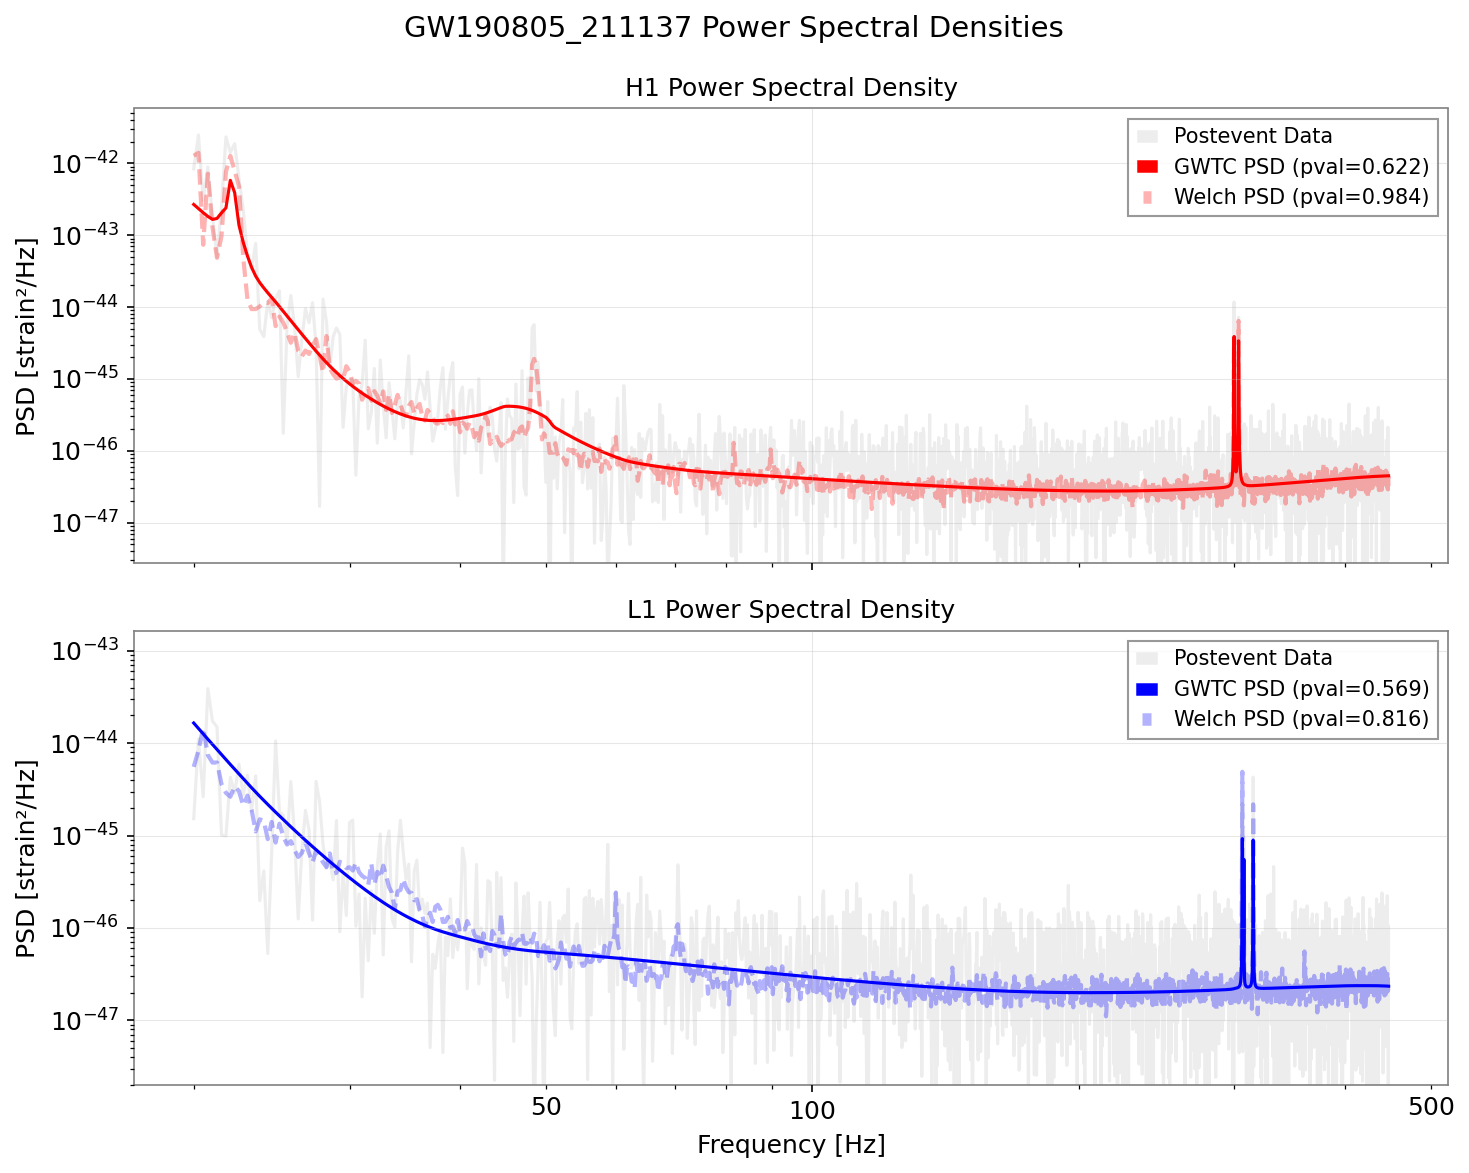 GW190805_211137 Power Spectral Densities
H1 Power Spectral Density
PSD [strain²/Hz]
10⁻⁴²
10⁻⁴³
10⁻⁴⁴
10⁻⁴⁵
10⁻⁴⁶
10⁻⁴⁷
Postevent Data
GWTC PSD (pval=0.622)
Welch PSD (pval=0.984)
L1 Power Spectral Density
PSD [strain²/Hz]
10⁻⁴³
10⁻⁴⁴
10⁻⁴⁵
10⁻⁴⁶
10⁻⁴⁷
Postevent Data
GWTC PSD (pval=0.569)
Welch PSD (pval=0.816)
50 100 500
Frequency [Hz]